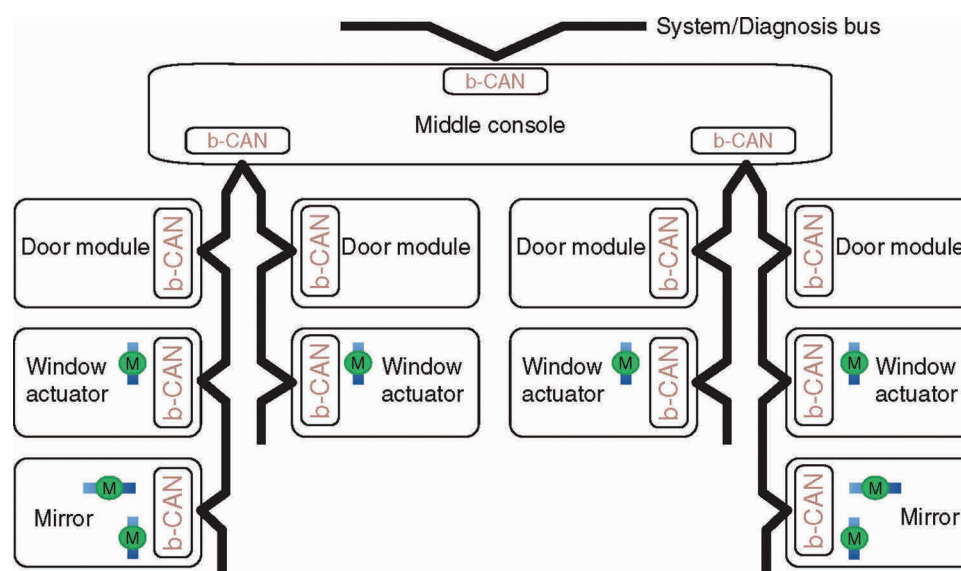 System/Diagnosis bus
b-CAN
Middle console
b-CAN
b-CAN
Door module
b-CAN
b-CAN
Door module
Door module
b-CAN
b-CAN
Door module
Window
actuator
M
b-CAN
b-CAN
M
Window
actuator
Window
actuator
M
b-CAN
b-CAN
M
Window
actuator
Mirror
M
M
b-CAN
b-CAN
M
M
Mirror